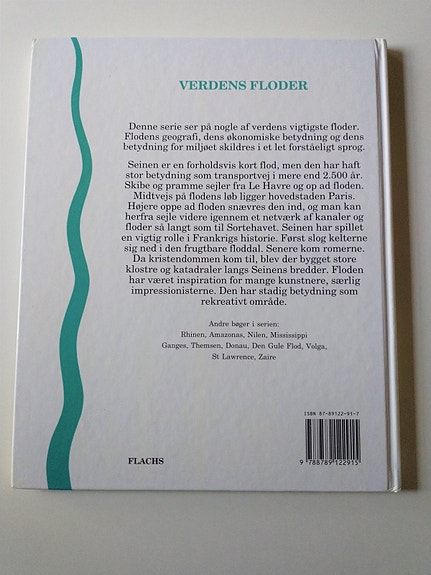 VERDENS FLODER
Denne serie ser på nogle af verdens vigtigste floder.
Flodens geografi, dens økonomiske betydning og dens
betydning for miljøet skildres i et let forståeligt sprog.
Seinen er en forholdsvis kort flod, men den har haft
stor betydning som transportvej i mere end 2.500 år.
Skibe og pramme sejler fra Le Havre og op ad floden.
Midtvejs på flodens løb ligger hovedstaden Paris.
Højere oppe ad floden snævres den ind, og man kan
herfra sejle videre igennem et netværk af kanaler og
floder så langt som til Sortehavet. Seinen har spillet
en vigtig rolle i Frankrigs historie. Først slog kelterne
sig ned i den frugtbare floddal. Senere kom romerne.
Da kristendommen kom til, blev der bygget store
klostre og katadraler langs Seinens bredder. Floden
har været inspiration for mange kunstnere, særlig
impressionisterne. Den har stadig betydning som
rekreativt område.
Andre bøger i serien:
Rhinen, Amazonas, Nilen, Mississippi
Ganges, Themsen, Donau, Den Gule Flod, Volga,
St Lawrence, Zaire
ISBN 87-89122-91-7
9 788789 122915
FLACHS